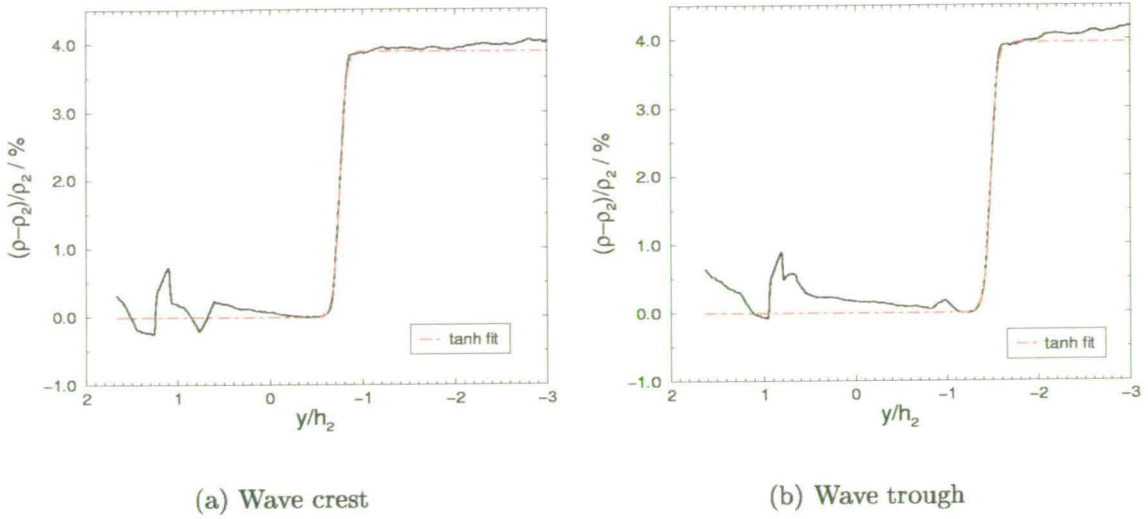 4.0
3.0
2.0
1.0
0.0
−1.0
(ρ−ρ₂)/ρ₂ / %
2 1 0 −1 −2 −3
y/h₂
tanh fit
(a) Wave crest
4.0
3.0
2.0
1.0
0.0
−1.0
(ρ−ρ₂)/ρ₂ / %
2 1 0 −1 −2 −3
y/h₂
tanh fit
(b) Wave trough